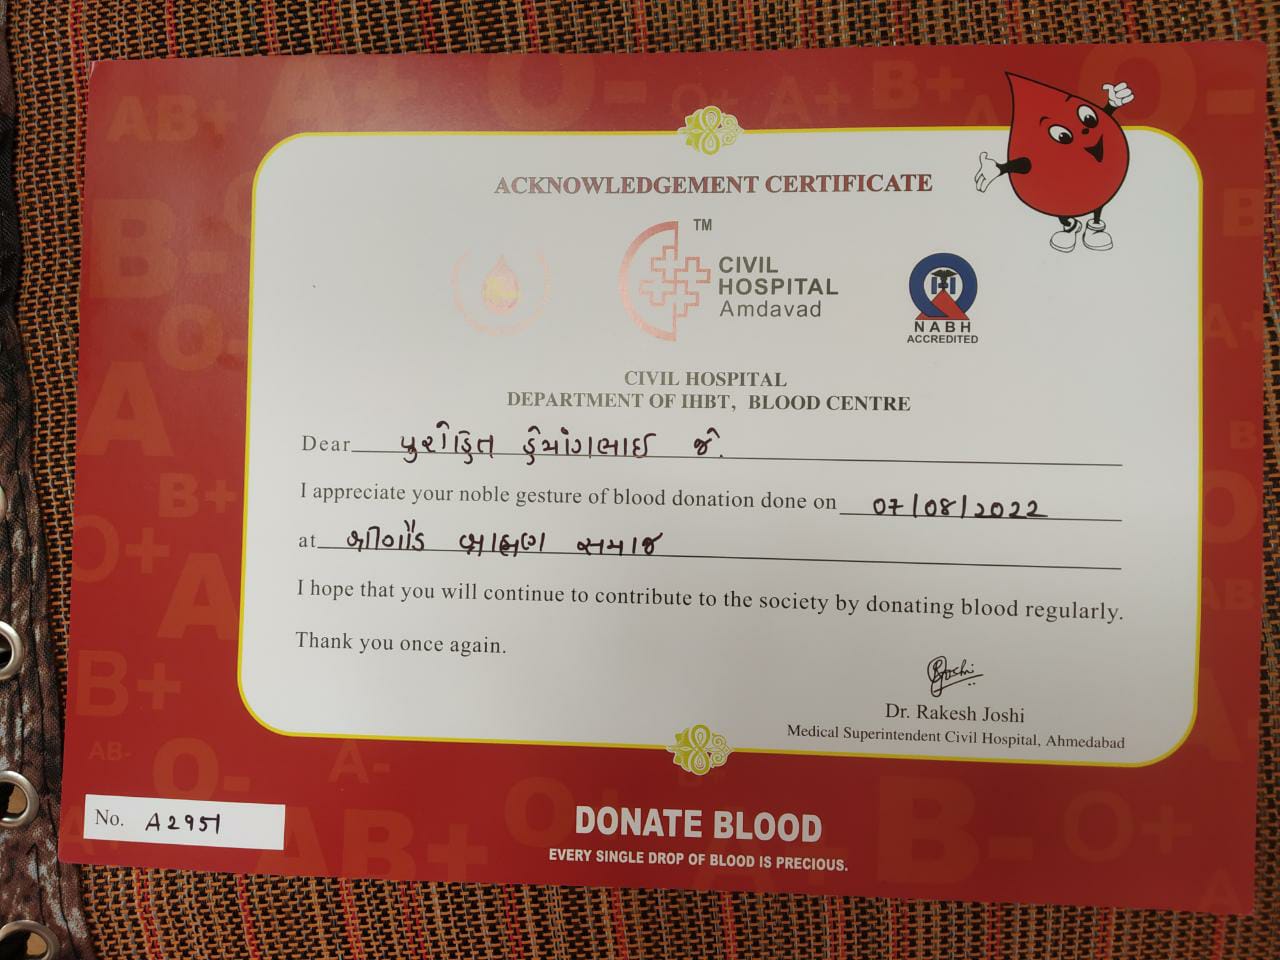 ACKNOWLEDGEMENT CERTIFICATE
TM
CIVIL
HOSPITAL
Amdavad
NABH
ACCREDITED
CIVIL HOSPITAL
DEPARTMENT OF IHBT, BLOOD CENTRE
Dear પુરોહિત હેમાંગભાઈ જે.
I appreciate your noble gesture of blood donation done on 07/08/2022
at શ્રીગૌડ બ્રાહ્મણ સમાજ
I hope that you will continue to contribute to the society by donating blood regularly.
Thank you once again.
Dr. Rakesh Joshi
Medical Superintendent Civil Hospital, Ahmedabad
No. A2951
DONATE BLOOD
EVERY SINGLE DROP OF BLOOD IS PRECIOUS.